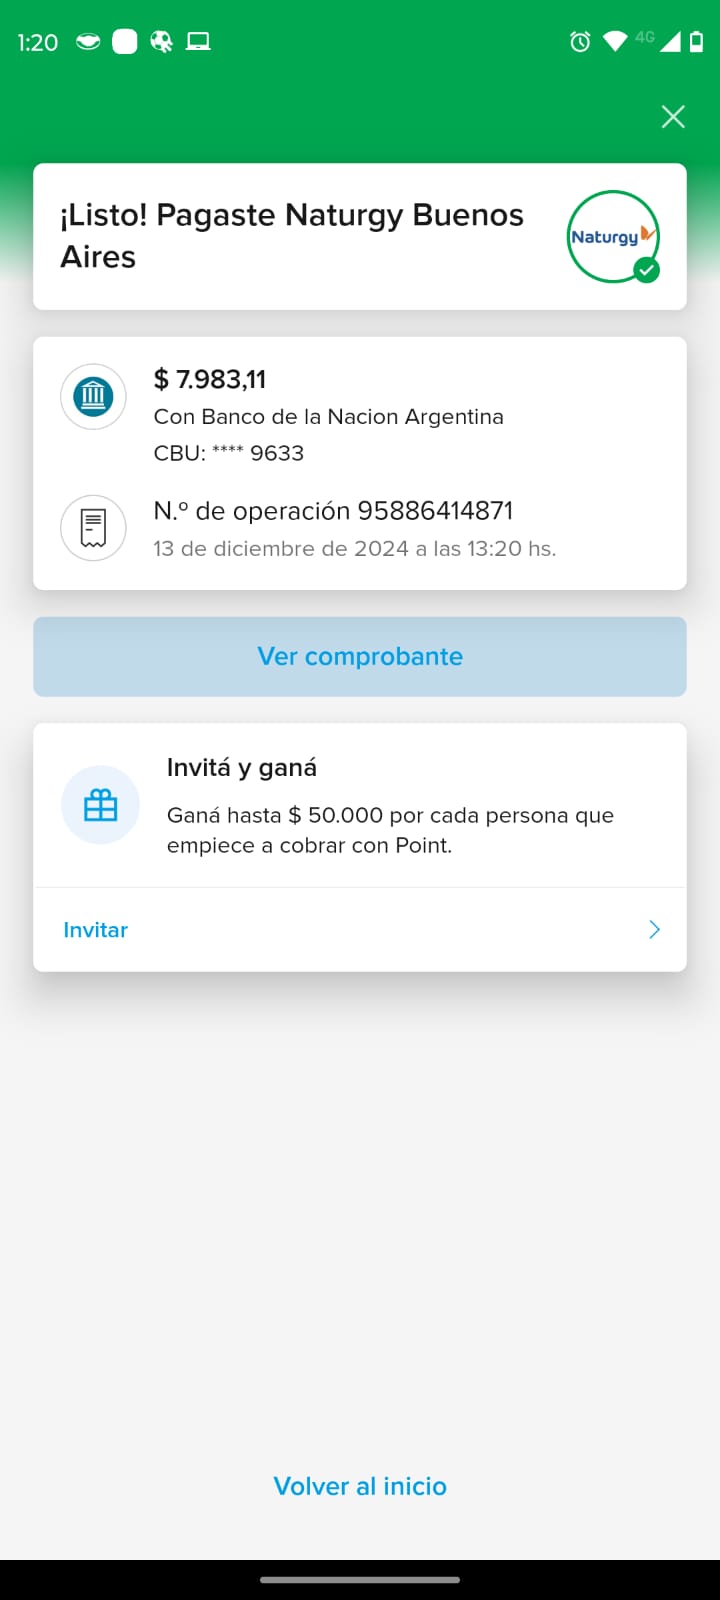 1:20
4G
¡Listo! Pagaste Naturgy Buenos
Aires
Naturgy
$ 7.983,11
Con Banco de la Nacion Argentina
CBU: **** 9633
N.º de operación 95886414871
13 de diciembre de 2024 a las 13:20 hs.
Ver comprobante
Invitá y ganá
Ganá hasta $ 50.000 por cada persona que
empiece a cobrar con Point.
Invitar
Volver al inicio